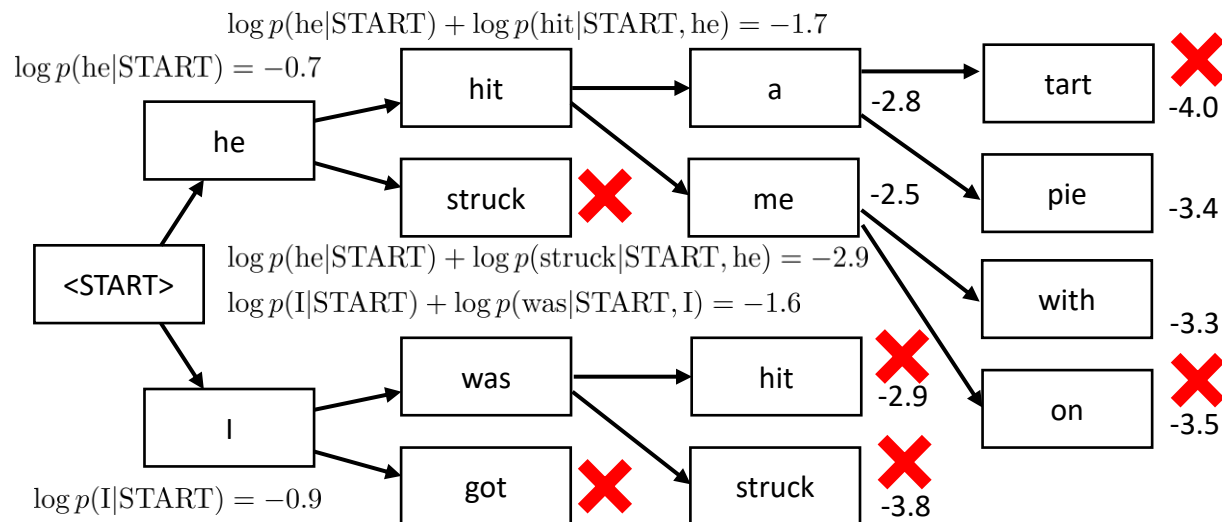 log p(he|START) + log p(hit|START, he) = −1.7
log p(he|START) = −0.7
hit
a
tart
-2.8
-4.0
he
struck
me
-2.5
pie
-3.4
<START>
log p(he|START) + log p(struck|START, he) = −2.9
log p(I|START) + log p(was|START, I) = −1.6
with
-3.3
was
hit
-2.9
on
-3.5
I
got
struck
-3.8
log p(I|START) = −0.9